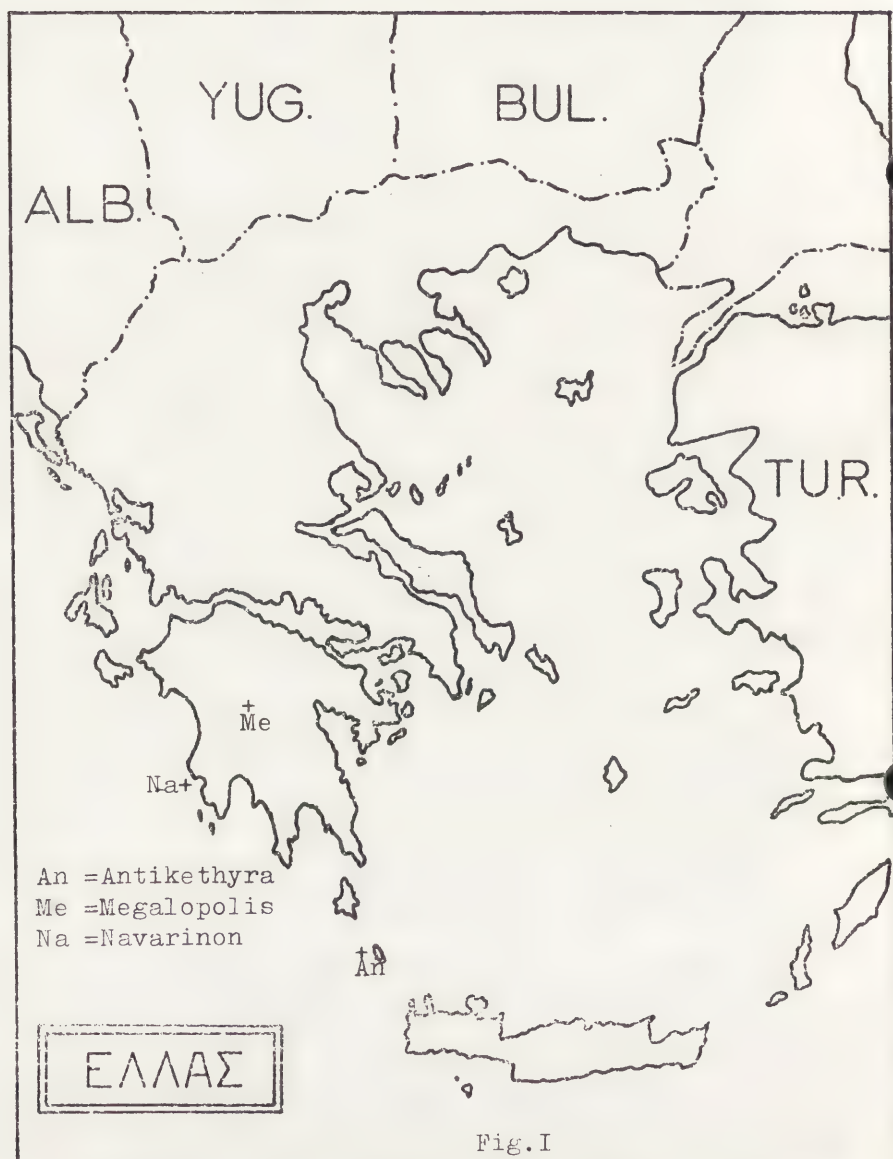 YUG.
BUL.
ALB.
TUR.
Me
Na
An =Antikethyra
Me =Megalopolis
Na =Navarinon
An
ΕΛΛΑΣ
Fig.I